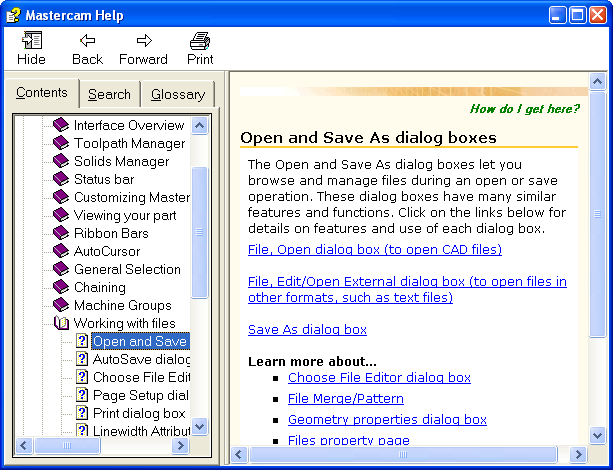 Mastercam Help
Hide Back Forward Print
Contents Search Glossary
Interface Overview
Toolpath Manager
Solids Manager
Status bar
Customizing Master
Viewing your part
Ribbon Bars
AutoCursor
General Selection
Chaining
Machine Groups
Working with files
Open and Save
AutoSave dialog
Choose File Edit
Page Setup dial
Print dialog box
Linewidth Attribut
How do I get here?
Open and Save As dialog boxes
The Open and Save As dialog boxes let you
browse and manage files during an open or save
operation. These dialog boxes have many similar
features and functions. Click on the links below for
details on features and use of each dialog box.
File, Open dialog box (to open CAD files)
File, Edit/Open External dialog box (to open files in
other formats, such as text files)
Save As dialog box
Learn more about...
Choose File Editor dialog box
File Merge/Pattern
Geometry properties dialog box
Files property page